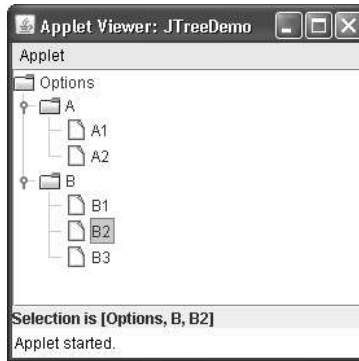 Applet Viewer: JTreeDemo
Applet
Options
A
A1
A2
B
B1
B2
B3
Selection is [Options, B, B2]
Applet started.